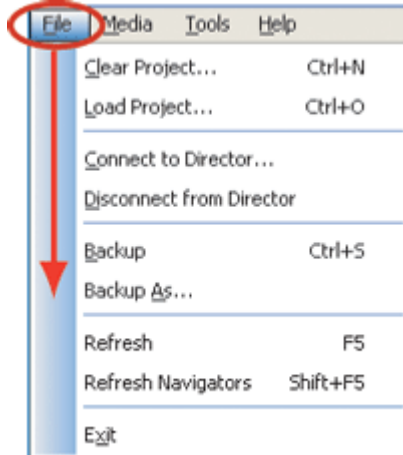 File Media Tools Help
Clear Project... Ctrl+N
Load Project... Ctrl+O
Connect to Director...
Disconnect from Director
Backup Ctrl+S
Backup As...
Refresh F5
Refresh Navigators Shift+F5
Exit